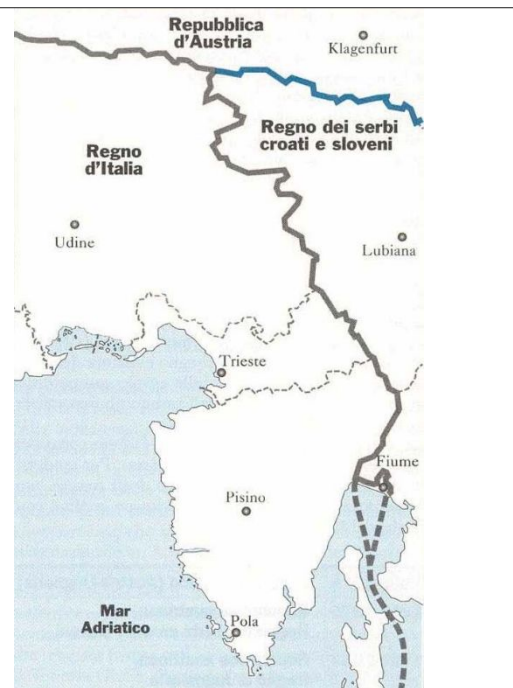 Repubblica
d'Austria
Klagenfurt
Regno dei serbi
croati e sloveni
Regno
d'Italia
Udine
Lubiana
Trieste
Fiume
Pisino
Mar
Adriatico
Pola